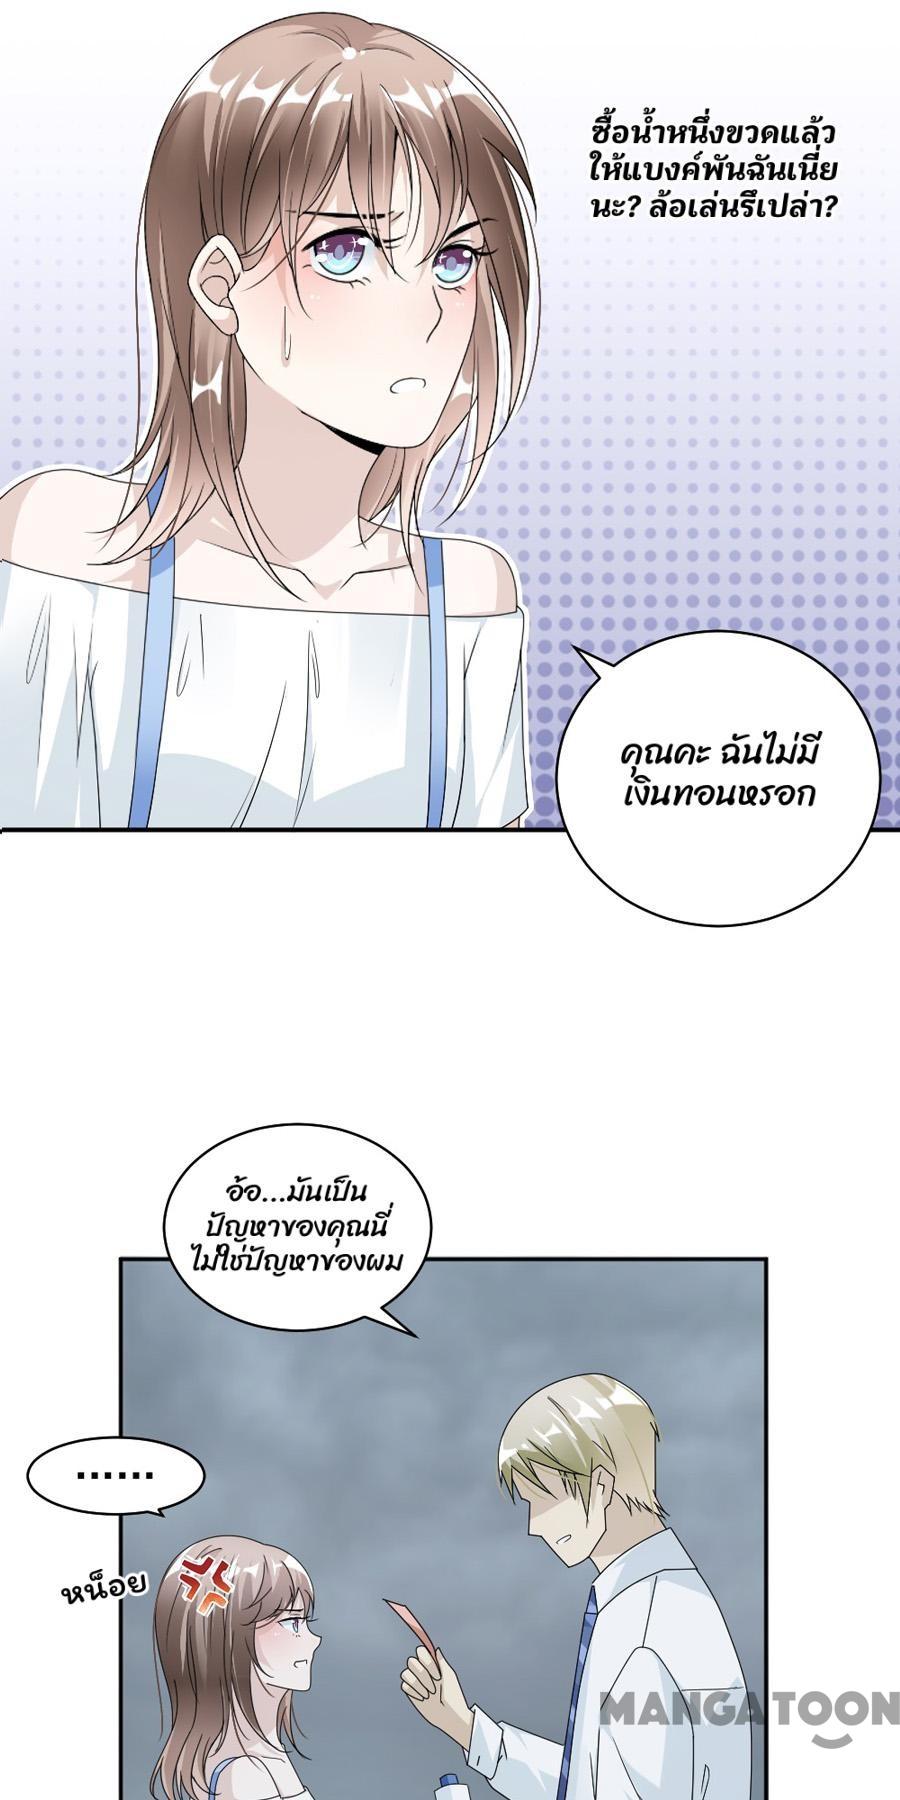 ซื้อน้ำหนึ่งขวดแล้ว
ให้แบงค์พันฉันเนี่ย
นะ? ล้อเล่นรึเปล่า?
คุณคะ ฉันไม่มี
เงินทอนหรอก
อ้อ...มันเป็น
ปัญหาของคุณนี่
ไม่ใช่ปัญหาของผม
......
หน็อย
MANGATOON